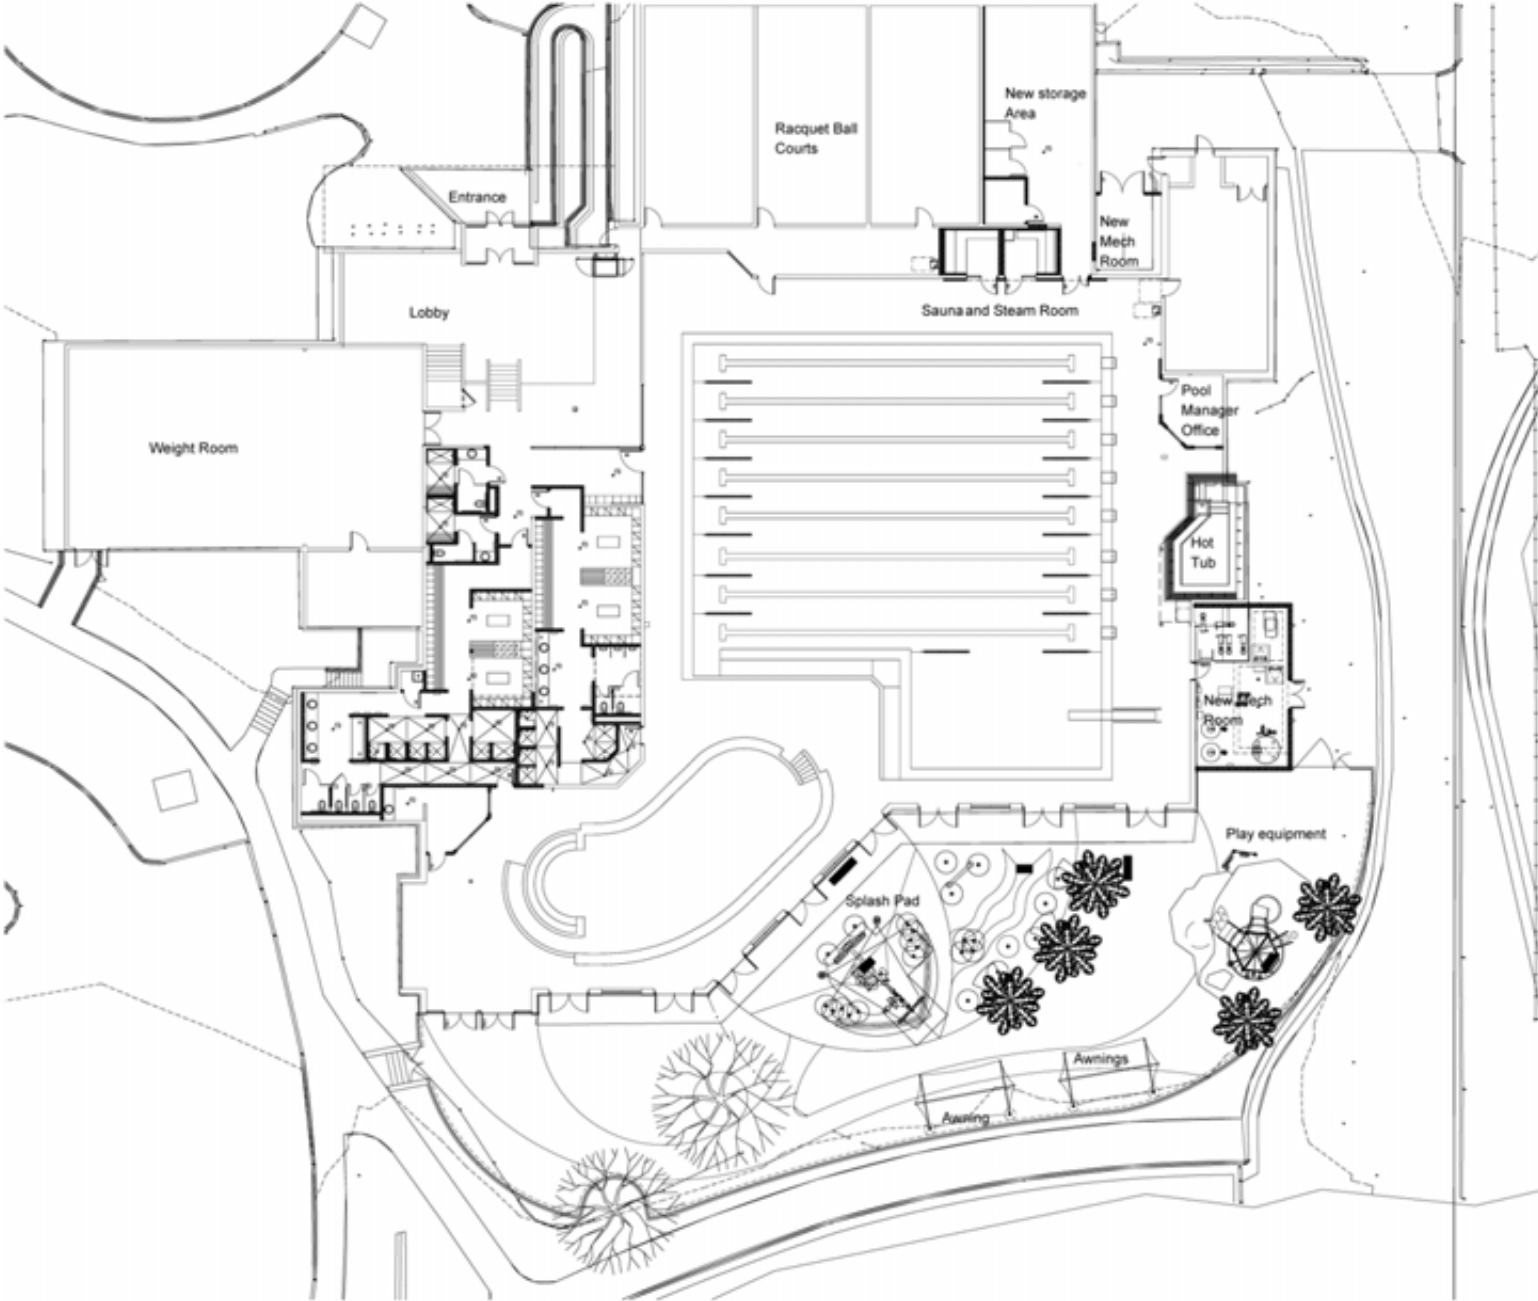 New storage
Area
Racquet Ball
Courts
Entrance
New
Mech
Room
Lobby
Sauna and Steam Room
Pool
Manager
Office
Weight Room
Hot
Tub
New Mech
Room
Play equipment
Splash Pad
Awnings
Awning